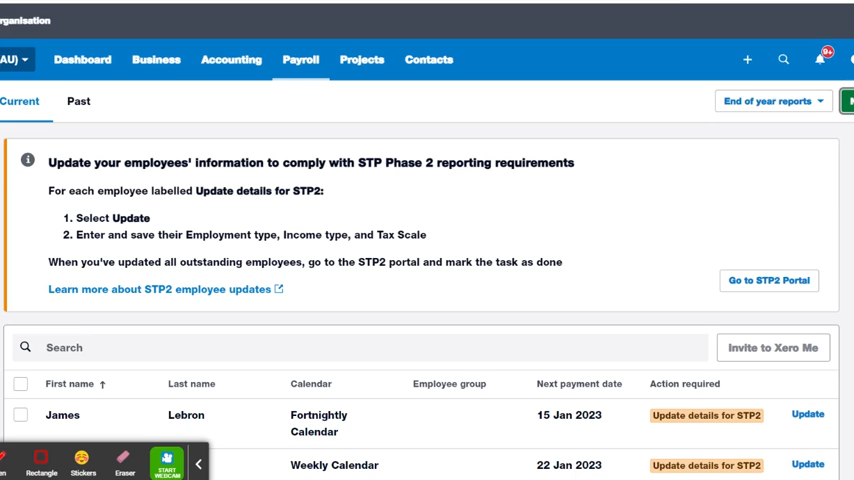 rganisation
AU) Dashboard Business Accounting Payroll Projects Contacts 9+
Current Past End of year reports
Update your employees' information to comply with STP Phase 2 reporting requirements
For each employee labelled Update details for STP2:
1. Select Update
2. Enter and save their Employment type, Income type, and Tax Scale
When you've updated all outstanding employees, go to the STP2 portal and mark the task as done
Go to STP2 Portal
Learn more about STP2 employee updates
Search Invite to Xero Me
First name Last name Calendar Employee group Next payment date Action required
James Lebron Fortnightly Calendar 15 Jan 2023 Update details for STP2 Update
Weekly Calendar 22 Jan 2023 Update details for STP2 Update
en Rectangle Stickers Eraser START WEBCAM